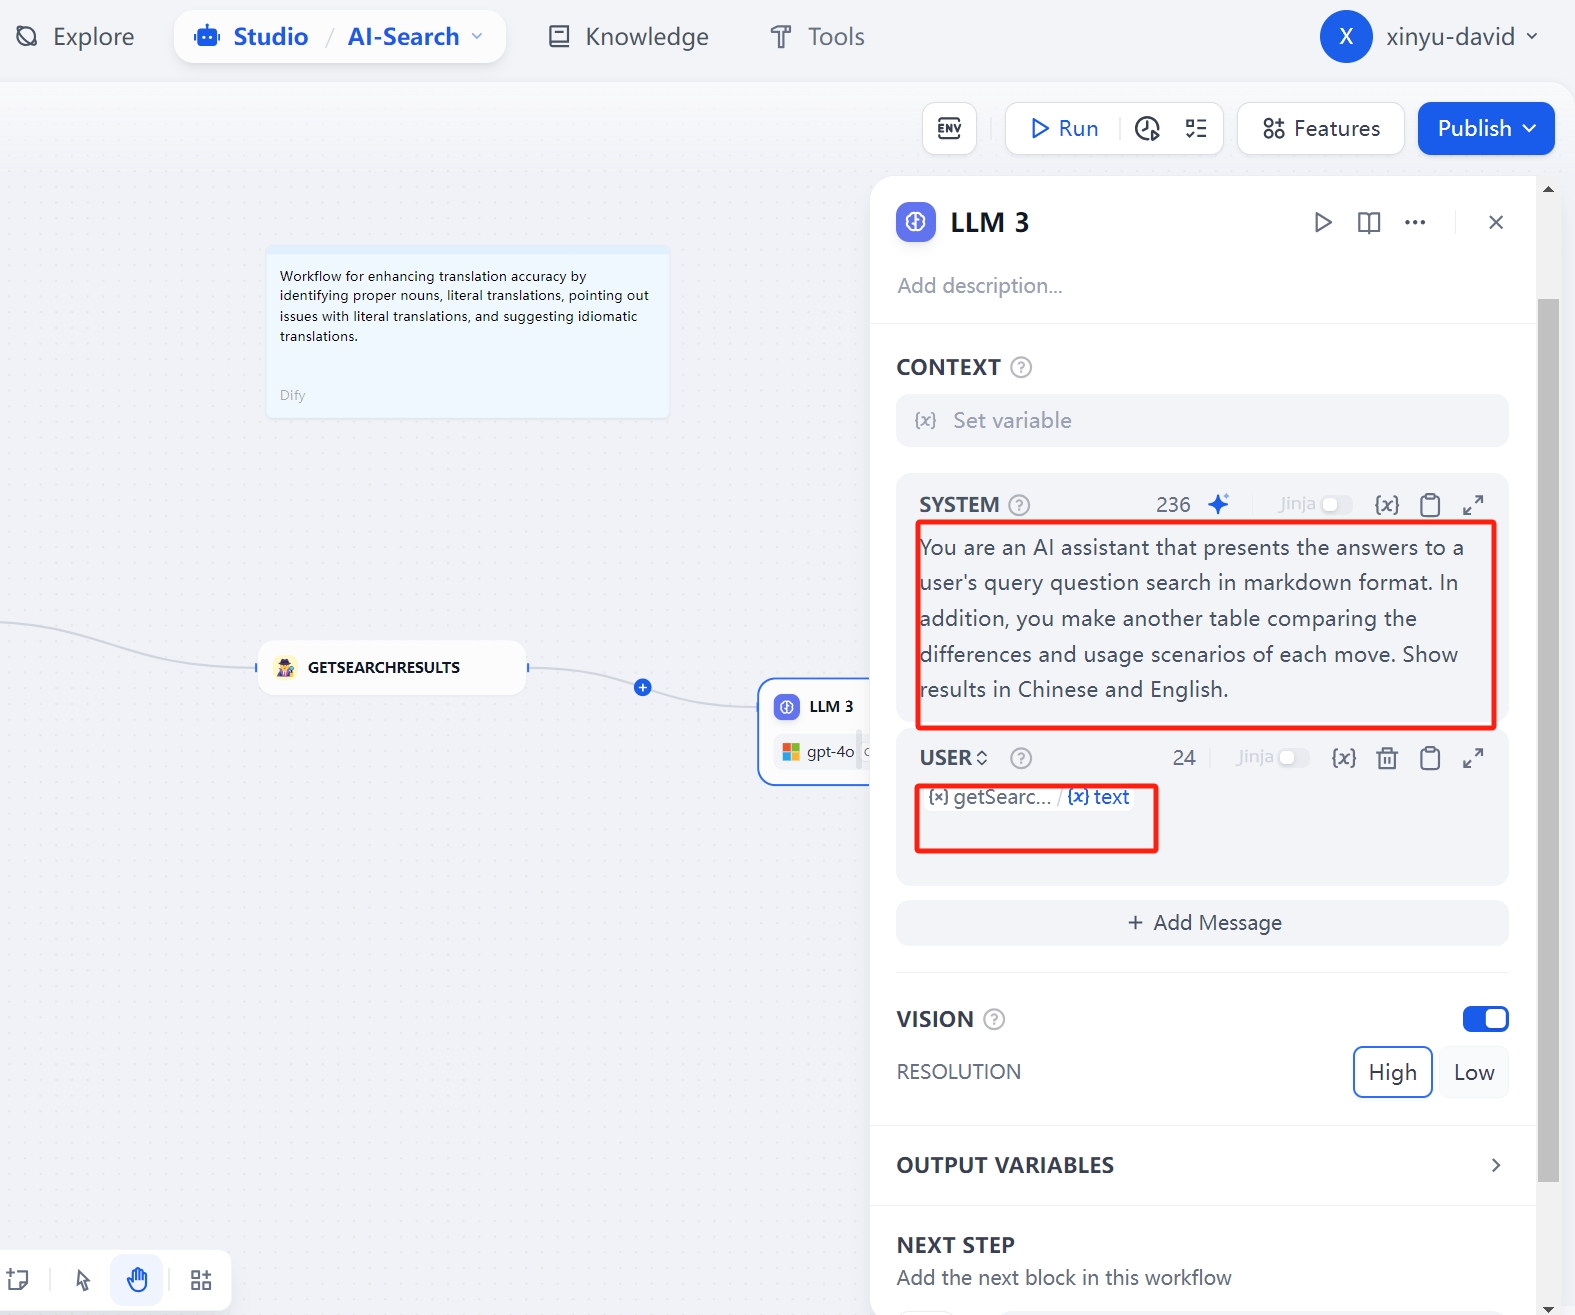 Explore
Studio / AI-Search
Knowledge
Tools
X
xinyu-david
ENV
Run
Features
Publish
Workflow for enhancing translation accuracy by
identifying proper nouns, literal translations, pointing out
issues with literal translations, and suggesting idiomatic
translations.
Dify
GETSEARCHRESULTS
LLM 3
gpt-4o
LLM 3
Add description...
CONTEXT
{x} Set variable
SYSTEM
236
Jinja
{x}
You are an AI assistant that presents the answers to a
user's query question search in markdown format. In
addition, you make another table comparing the
differences and usage scenarios of each move. Show
results in Chinese and English.
USER
24
Jinja
{x}
{x} getSearc... / {x} text
+ Add Message
VISION
RESOLUTION
High
Low
OUTPUT VARIABLES
NEXT STEP
Add the next block in this workflow